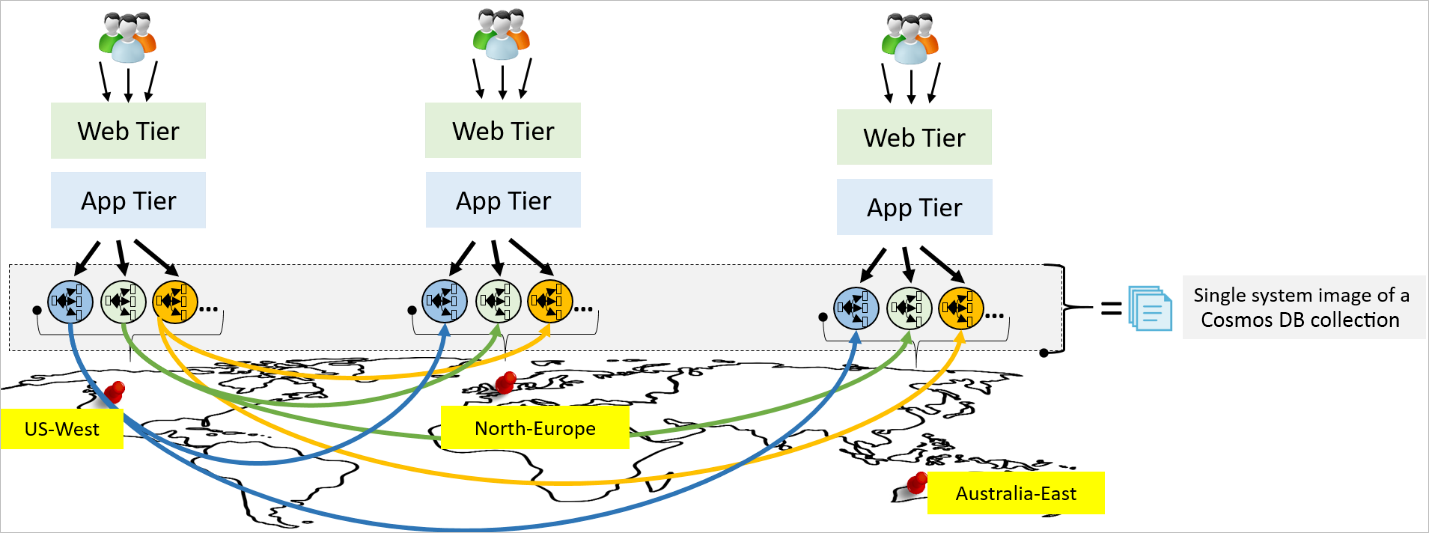 Web Tier
Web Tier
Web Tier
App Tier
App Tier
App Tier
...
...
...
=
Single system image of a
Cosmos DB collection
US-West
North-Europe
Australia-East